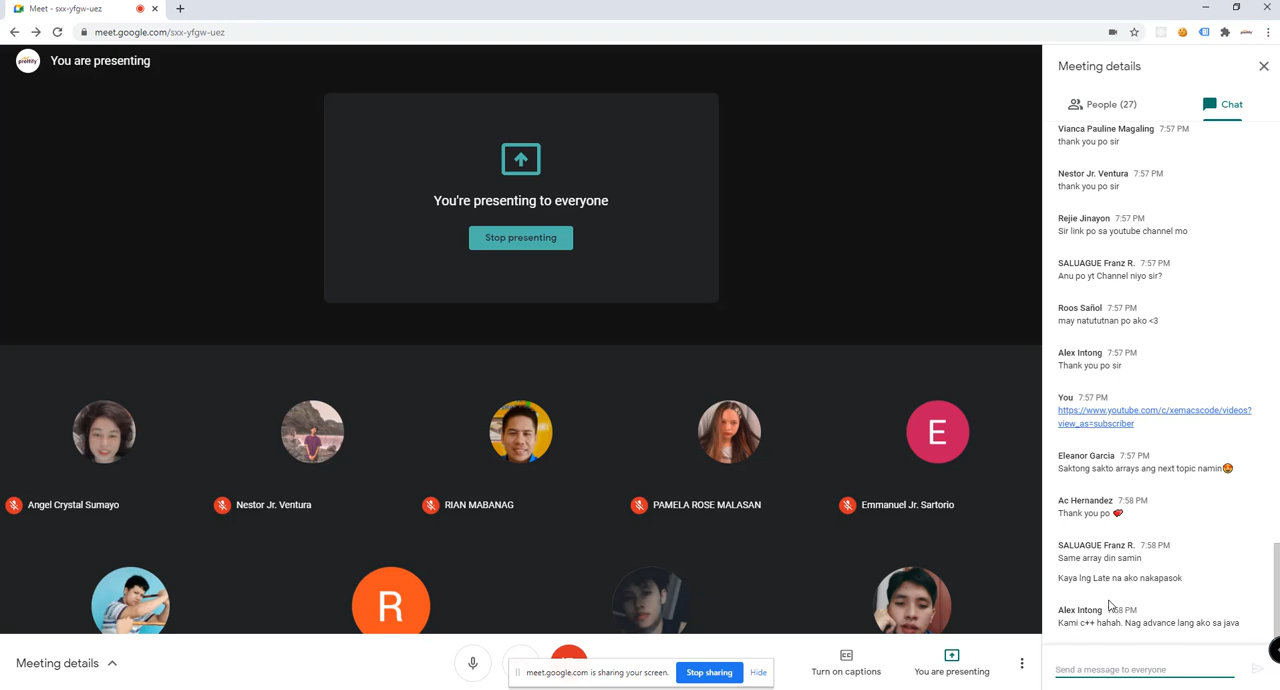 Meet - sxx-yfgw-uez
meet.google.com/sxx-yfgw-uez
prettify
You are presenting
You're presenting to everyone
Stop presenting
Angel Crystal Sumayo
Nestor Jr. Ventura
RIAN MABANAG
PAMELA ROSE MALASAN
E
Emmanuel Jr. Sartorio
R
Meeting details
meet.google.com is sharing your screen.
Stop sharing
Hide
Turn on captions
You are presenting
Meeting details
People (27)
Chat
Vianca Pauline Magaling 7:57 PM
thank you po sir
Nestor Jr. Ventura 7:57 PM
thank you po sir
Rejie Jinayon 7:57 PM
Sir link po sa youtube channel mo
SALUAGUE Franz R. 7:57 PM
Anu po yt Channel niyo sir?
Roos Sañol 7:57 PM
may natututnan po ako <3
Alex Intong 7:57 PM
Thank you po sir
You 7:57 PM
https://www.youtube.com/c/xemacscode/videos?
view_as=subscriber
Eleanor Garcia 7:57 PM
Saktong sakto arrays ang next topic namin😍
Ac Hernandez 7:58 PM
Thank you po 💕
SALUAGUE Franz R. 7:58 PM
Same array din samin
Kaya lng Late na ako nakapasok
Alex Intong 58 PM
Kami c++ hahah. Nag advance lang ako sa java
Send a message to everyone